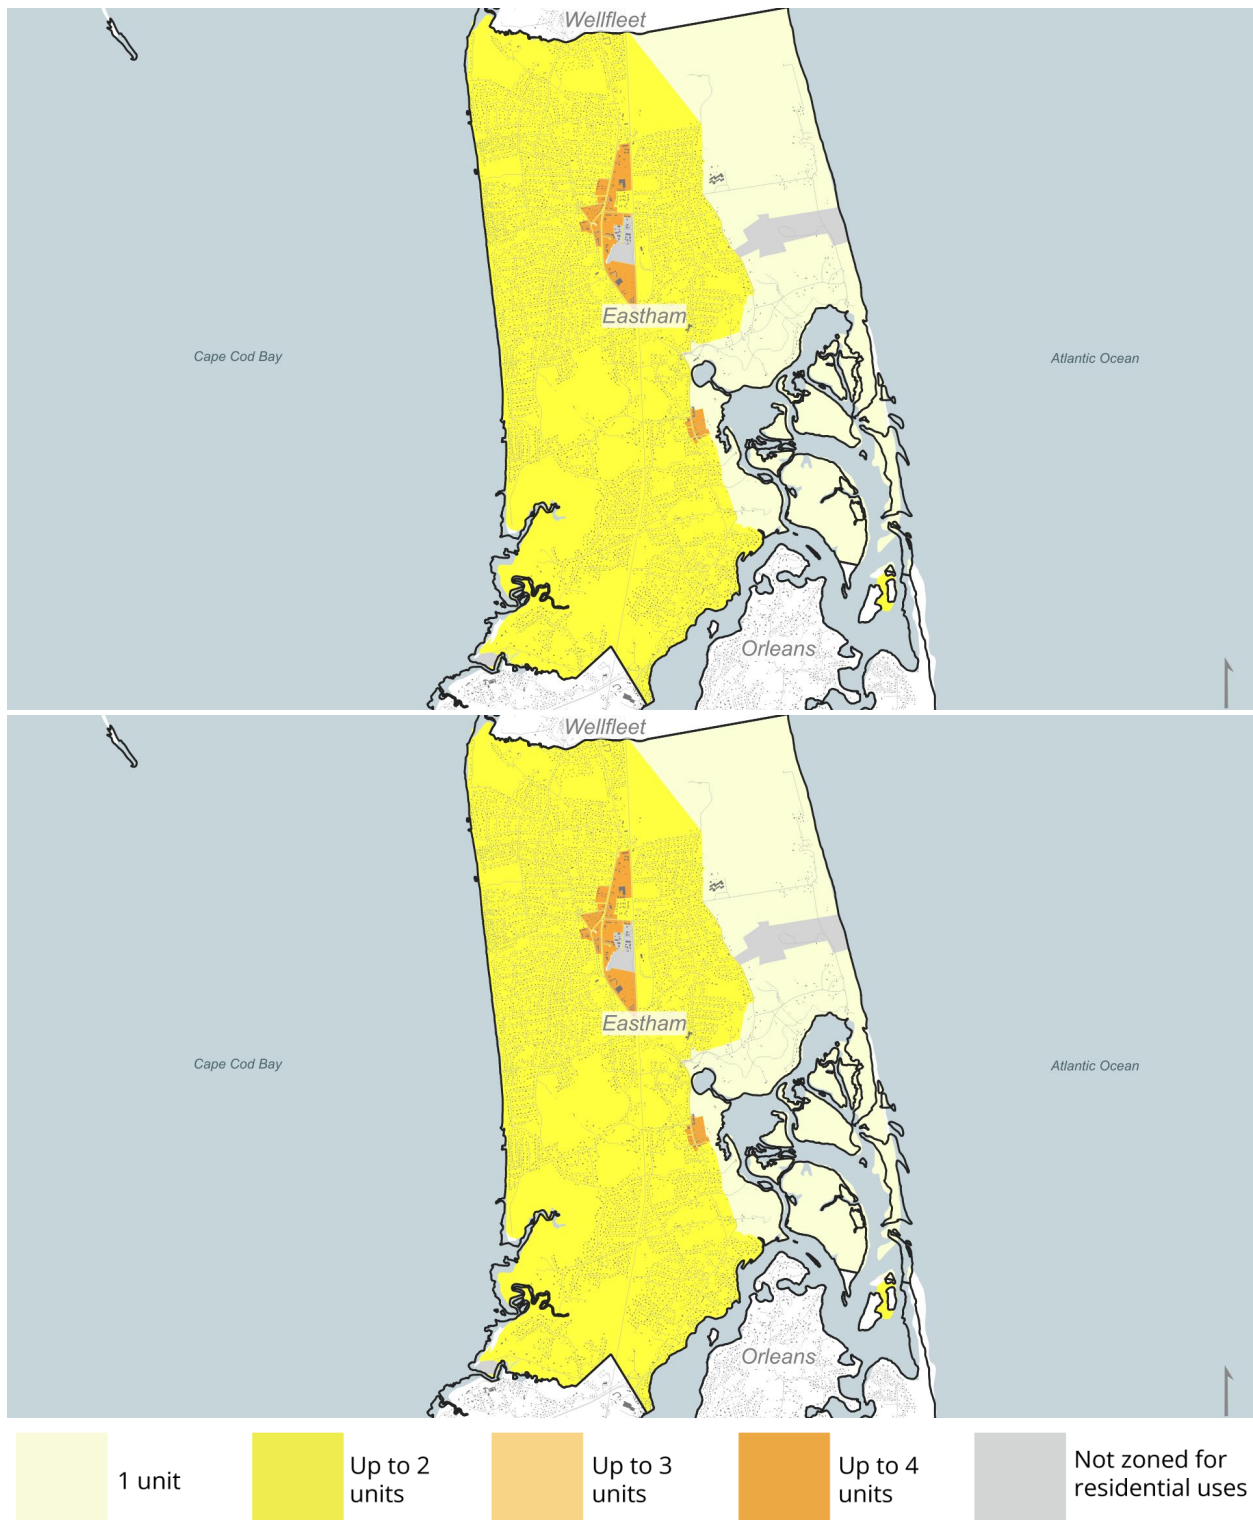 Wellfleet
Eastham
Cape Cod Bay
Atlantic Ocean
Orleans
Wellfleet
Eastham
Cape Cod Bay
Atlantic Ocean
Orleans
1 unit
Up to 2
units
Up to 3
units
Up to 4
units
Not zoned for
residential uses